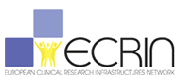 ECRIN
EUROPEAN CLINICAL RESEARCH INFRASTRUCTURES NETWORK